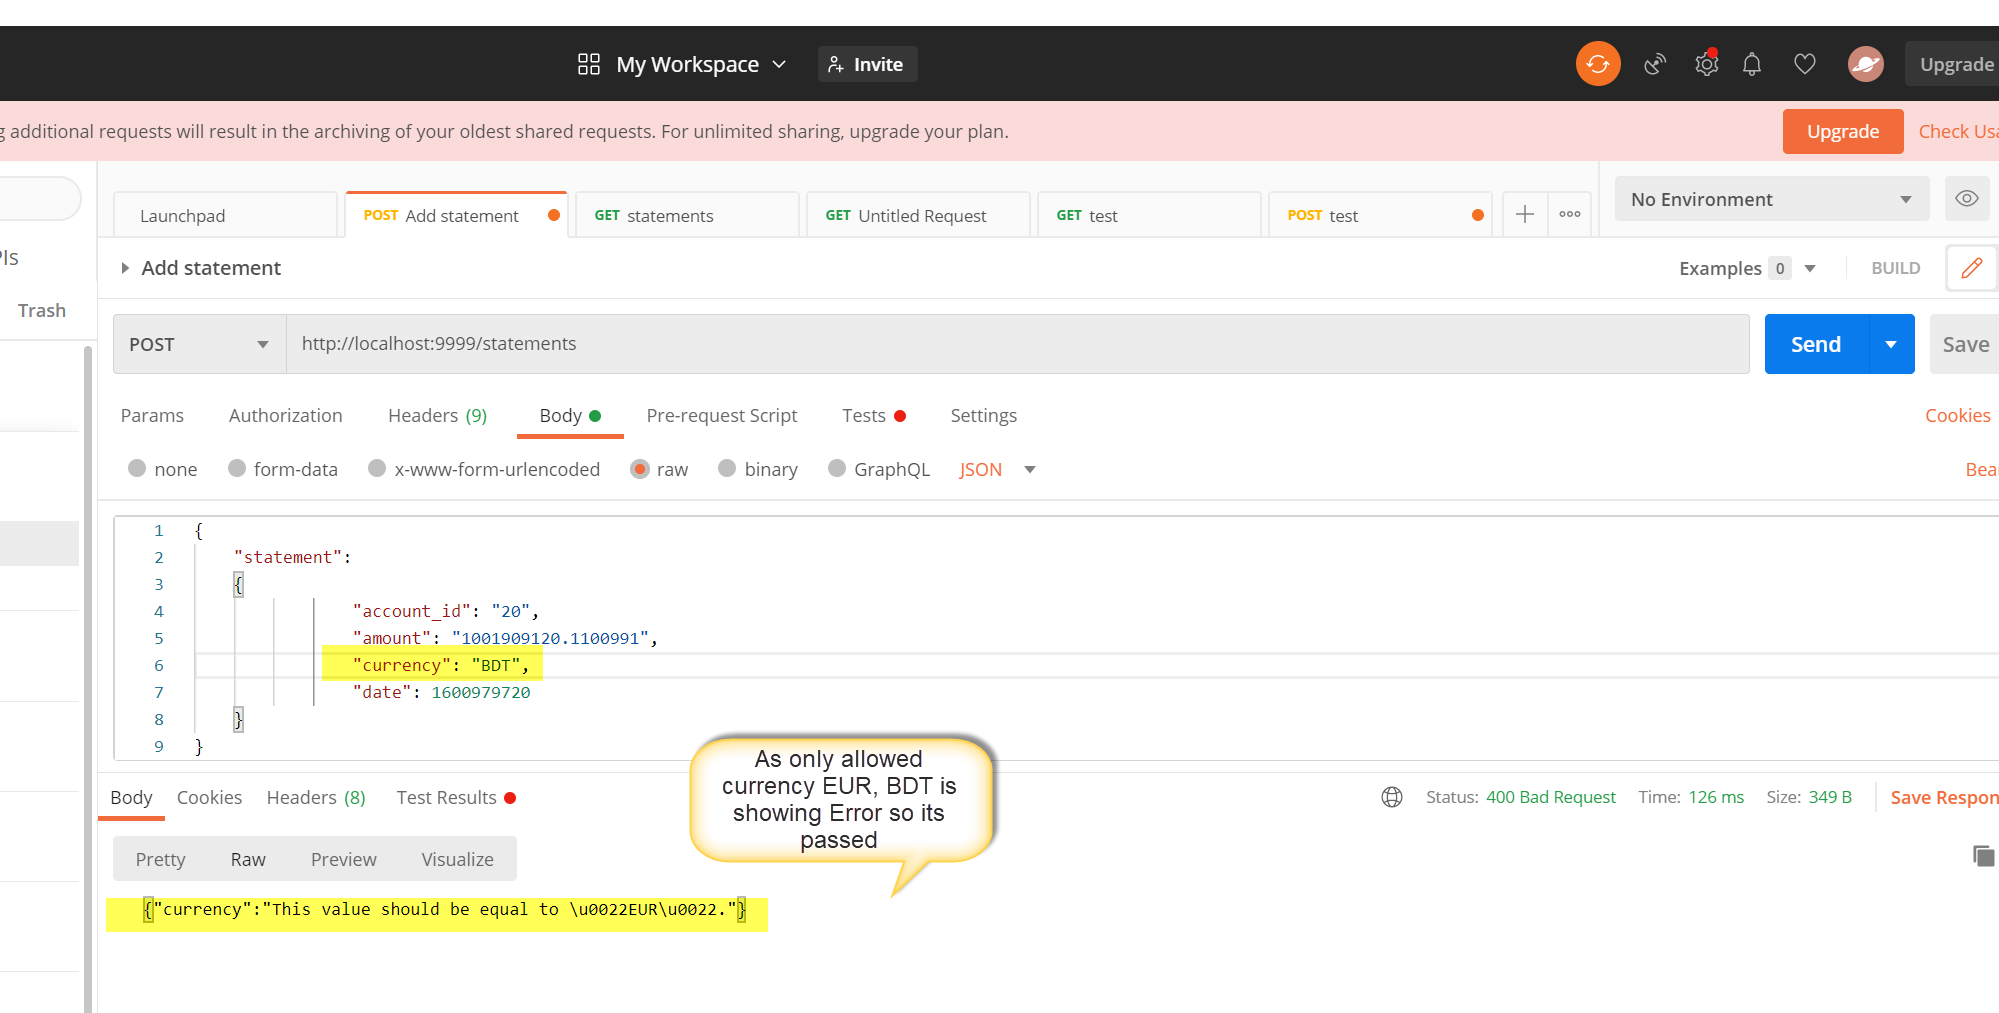 My Workspace
Invite
Upgrade
g additional requests will result in the archiving of your oldest shared requests. For unlimited sharing, upgrade your plan.
Upgrade
Check Usa
Launchpad
POST Add statement
GET statements
GET Untitled Request
GET test
POST test
No Environment
PIs
Trash
Add statement
Examples 0
BUILD
POST
http://localhost:9999/statements
Send
Save
Params
Authorization
Headers (9)
Body
Pre-request Script
Tests
Settings
Cookies
none
form-data
x-www-form-urlencoded
raw
binary
GraphQL
JSON
Beau
1 {
2 "statement":
3 {
4 "account_id": "20",
5 "amount": "1001909120.1100991",
6 "currency": "BDT",
7 "date": 1600979720
8 }
9 }
As only allowed
currency EUR, BDT is
showing Error so its
passed
Body
Cookies
Headers (8)
Test Results
Status: 400 Bad Request
Time: 126 ms
Size: 349 B
Save Respon
Pretty
Raw
Preview
Visualize
{"currency":"This value should be equal to \u0022EUR\u0022."}